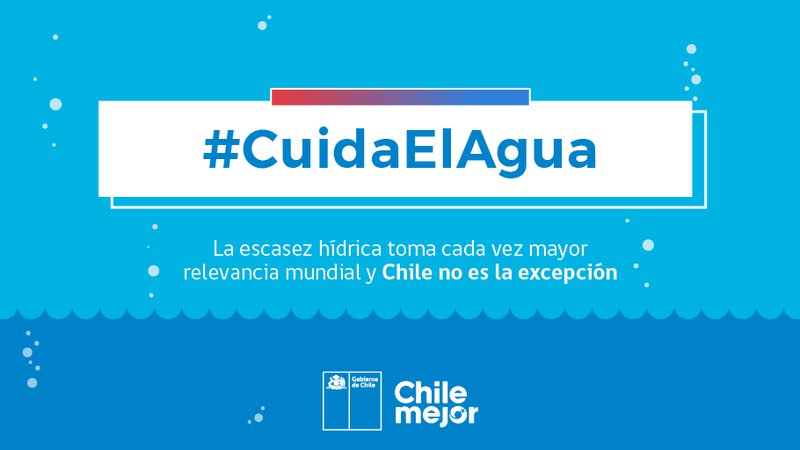 #CuidaElAgua
La escasez hídrica toma cada vez mayor
relevancia mundial y Chile no es la excepción
Gobierno
de Chile
Chile
mejor